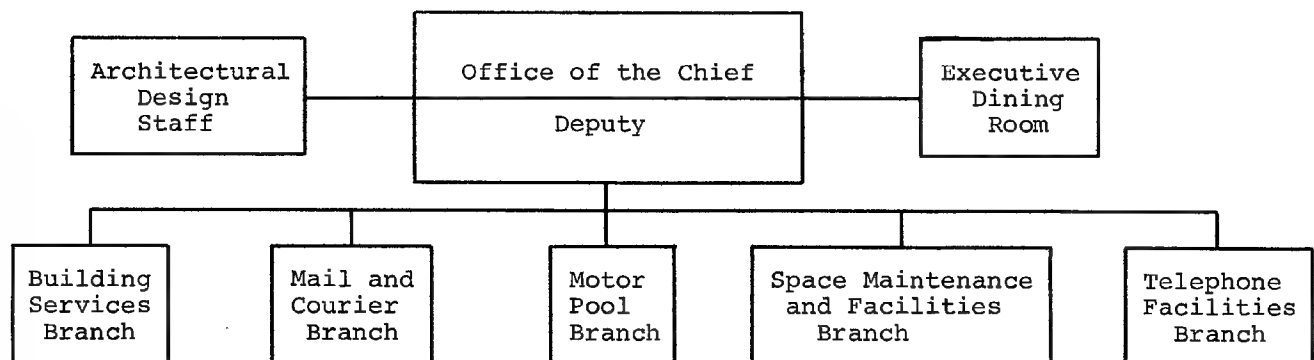 Architectural
Design
Staff
Office of the Chief
Deputy
Executive
Dining
Room
Building
Services
Branch
Mail and
Courier
Branch
Motor
Pool
Branch
Space Maintenance
and Facilities
Branch
Telephone
Facilities
Branch